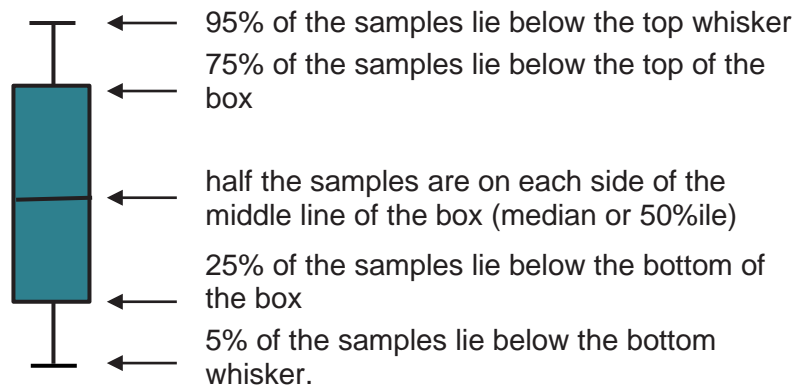 95% of the samples lie below the top whisker
75% of the samples lie below the top of the
box
half the samples are on each side of the
middle line of the box (median or 50%ile)
25% of the samples lie below the bottom of
the box
5% of the samples lie below the bottom
whisker.